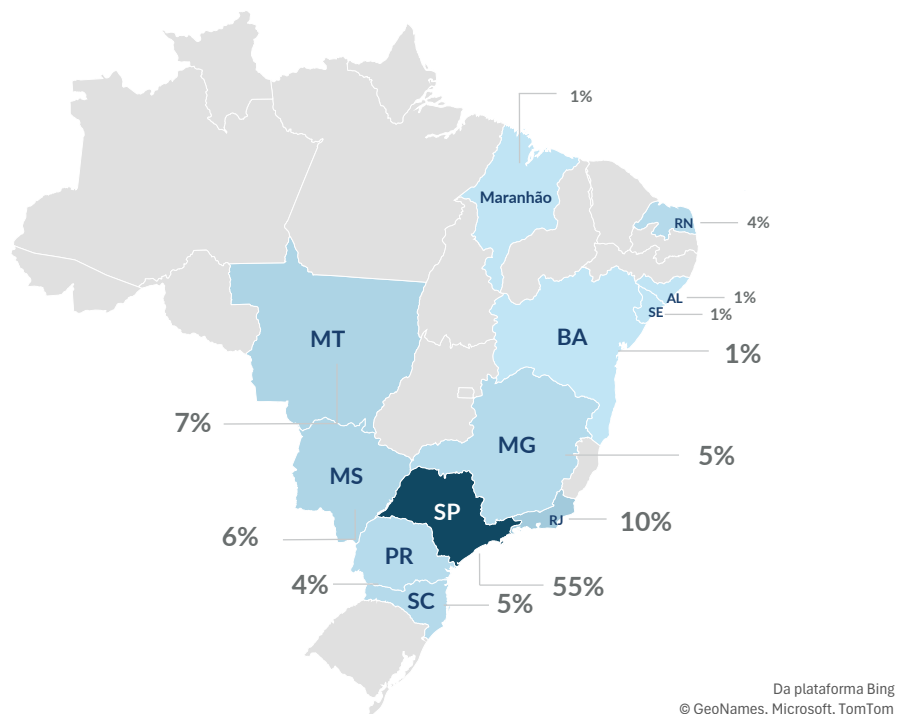 1%
Maranhão
RN
4%
AL
1%
SE
1%
BA
1%
MT
7%
MG
5%
MS
6%
SP
55%
RJ
10%
PR
4%
SC
5%
Da plataforma Bing
© GeoNames, Microsoft, TomTom